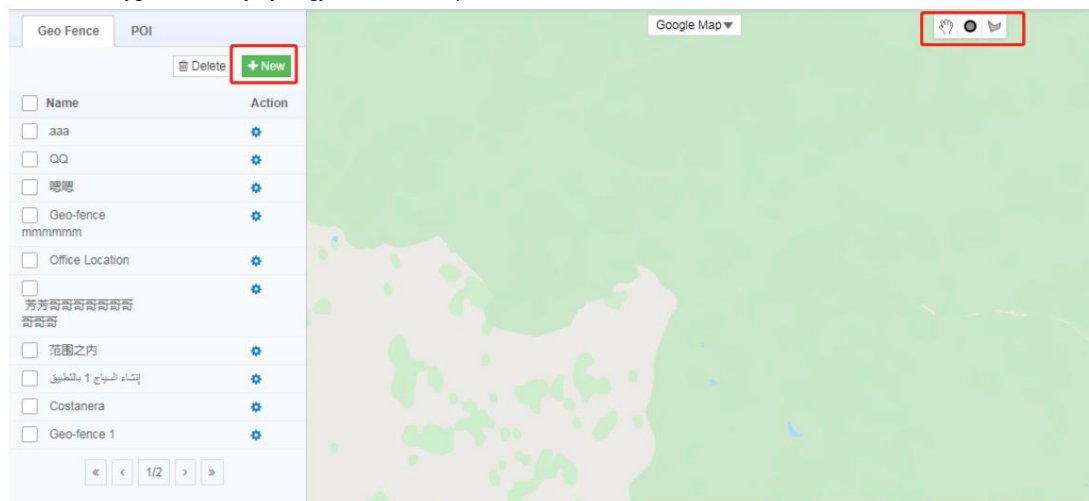 Geo Fence POI
Google Map
Delete + New
Name Action
aaa
QQ
嗯嗯
Geo-fence
mmmmmm
Office Location
芳芳哥哥哥哥哥哥哥
哥哥哥
范围之内
إنشاء السياج 1 بالتطبيق
Costanera
Geo-fence 1
« < 1/2 > »